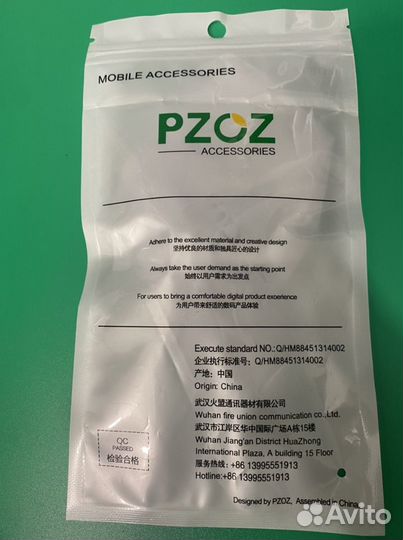 MOBILE ACCESSORIES
PZOZ
ACCESSORIES
Adhere to the excellent material and creative design
坚持优良的材质和独具匠心的设计
Always take the user demand as the starting point
始终以用户需求为出发点
For users to bring a comfortable digital product experience
为用户带来舒适的数码产品体验
Execute standard NO.:Q/HM88451314002
企业执行标准号: Q/HM88451314002
产地: 中国
Origin: China
武汉火盟通讯器材有限公司
Wuhan fire union communication co.,Ltd.
武汉市江岸区华中国际广场A栋15楼
Wuhan Jiang'an District HuaZhong
International Plaza, A building 15 Floor
服务热线: +86 13995551913
Hotline:+86 13995551913
QC
PASSED
检验合格
Designed by PZOZ, Assembled in China
Avito